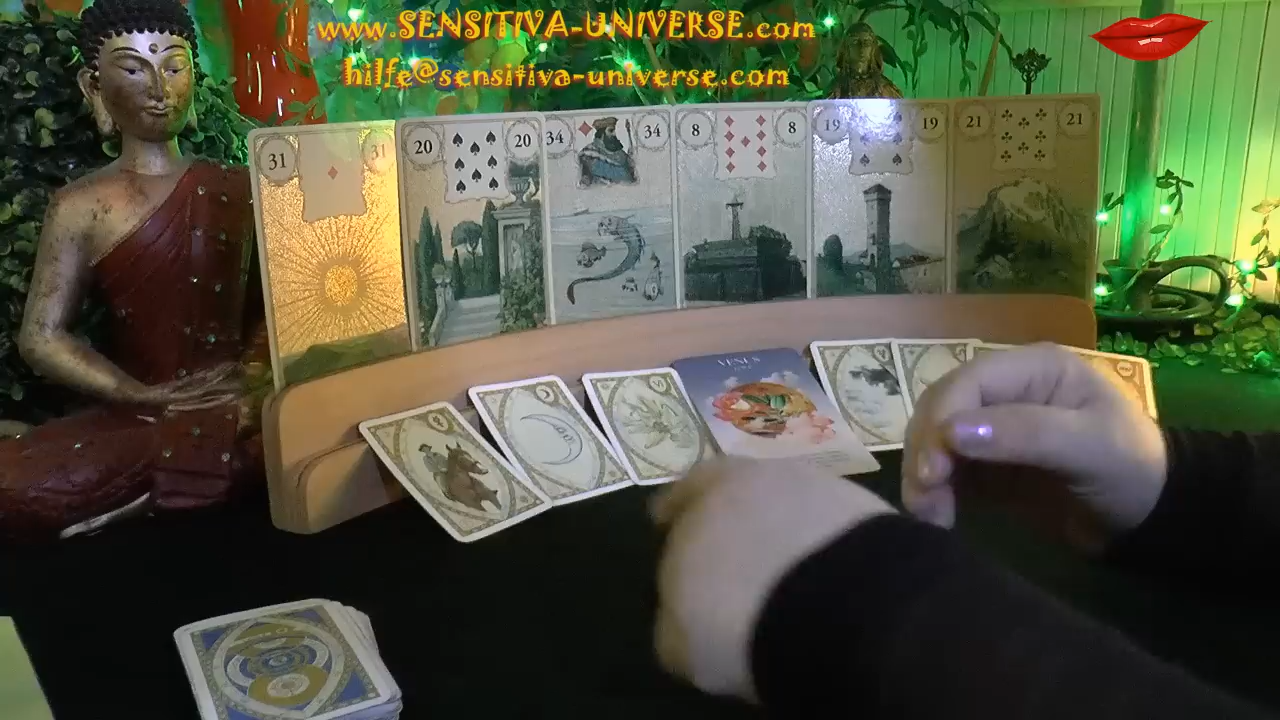 www.SENSITIVA-UNIVERSE.com
hilfe@sensitiva-universe.com
31 31 20 20 34 34 8 8 19 19 21 21
VENUS